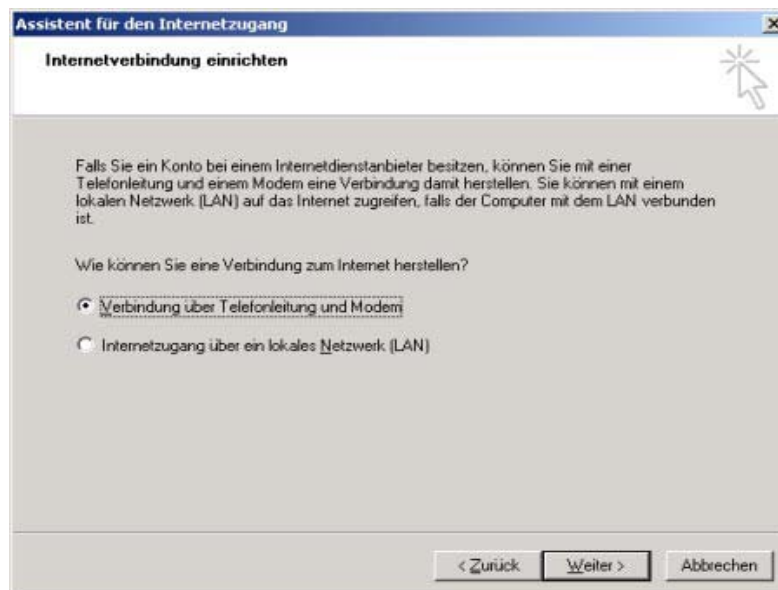 Assistent für den Internetzugang
Internetverbindung einrichten
Falls Sie ein Konto bei einem Internetdienstanbieter besitzen, können Sie mit einer
Telefonleitung und einem Modem eine Verbindung damit herstellen. Sie können mit einem
lokalen Netzwerk (LAN) auf das Internet zugreifen, falls der Computer mit dem LAN verbunden
ist.
Wie können Sie eine Verbindung zum Internet herstellen?
Verbindung über Telefonleitung und Modem
Internetzugang über ein lokales Netzwerk (LAN)
< Zurück Weiter > Abbrechen